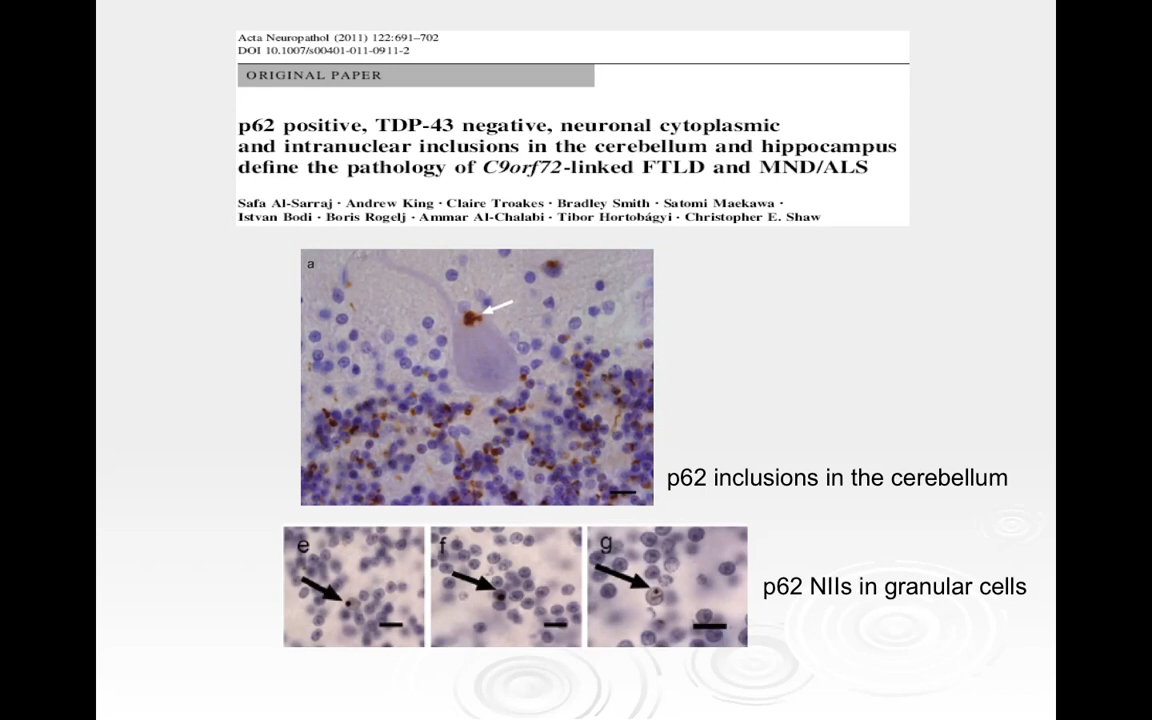 Acta Neuropathol (2011) 122:691–702
DOI 10.1007/s00401-011-0911-2
ORIGINAL PAPER
p62 positive, TDP-43 negative, neuronal cytoplasmic
and intranuclear inclusions in the cerebellum and hippocampus
define the pathology of C9orf72-linked FTLD and MND/ALS
Safa Al-Sarraj · Andrew King · Claire Troakes · Bradley Smith · Satomi Maekawa ·
Istvan Bodi · Boris Rogelj · Ammar Al-Chalabi · Tibor Hortobágyi · Christopher E. Shaw
a
p62 inclusions in the cerebellum
e
f
g
p62 NIIs in granular cells